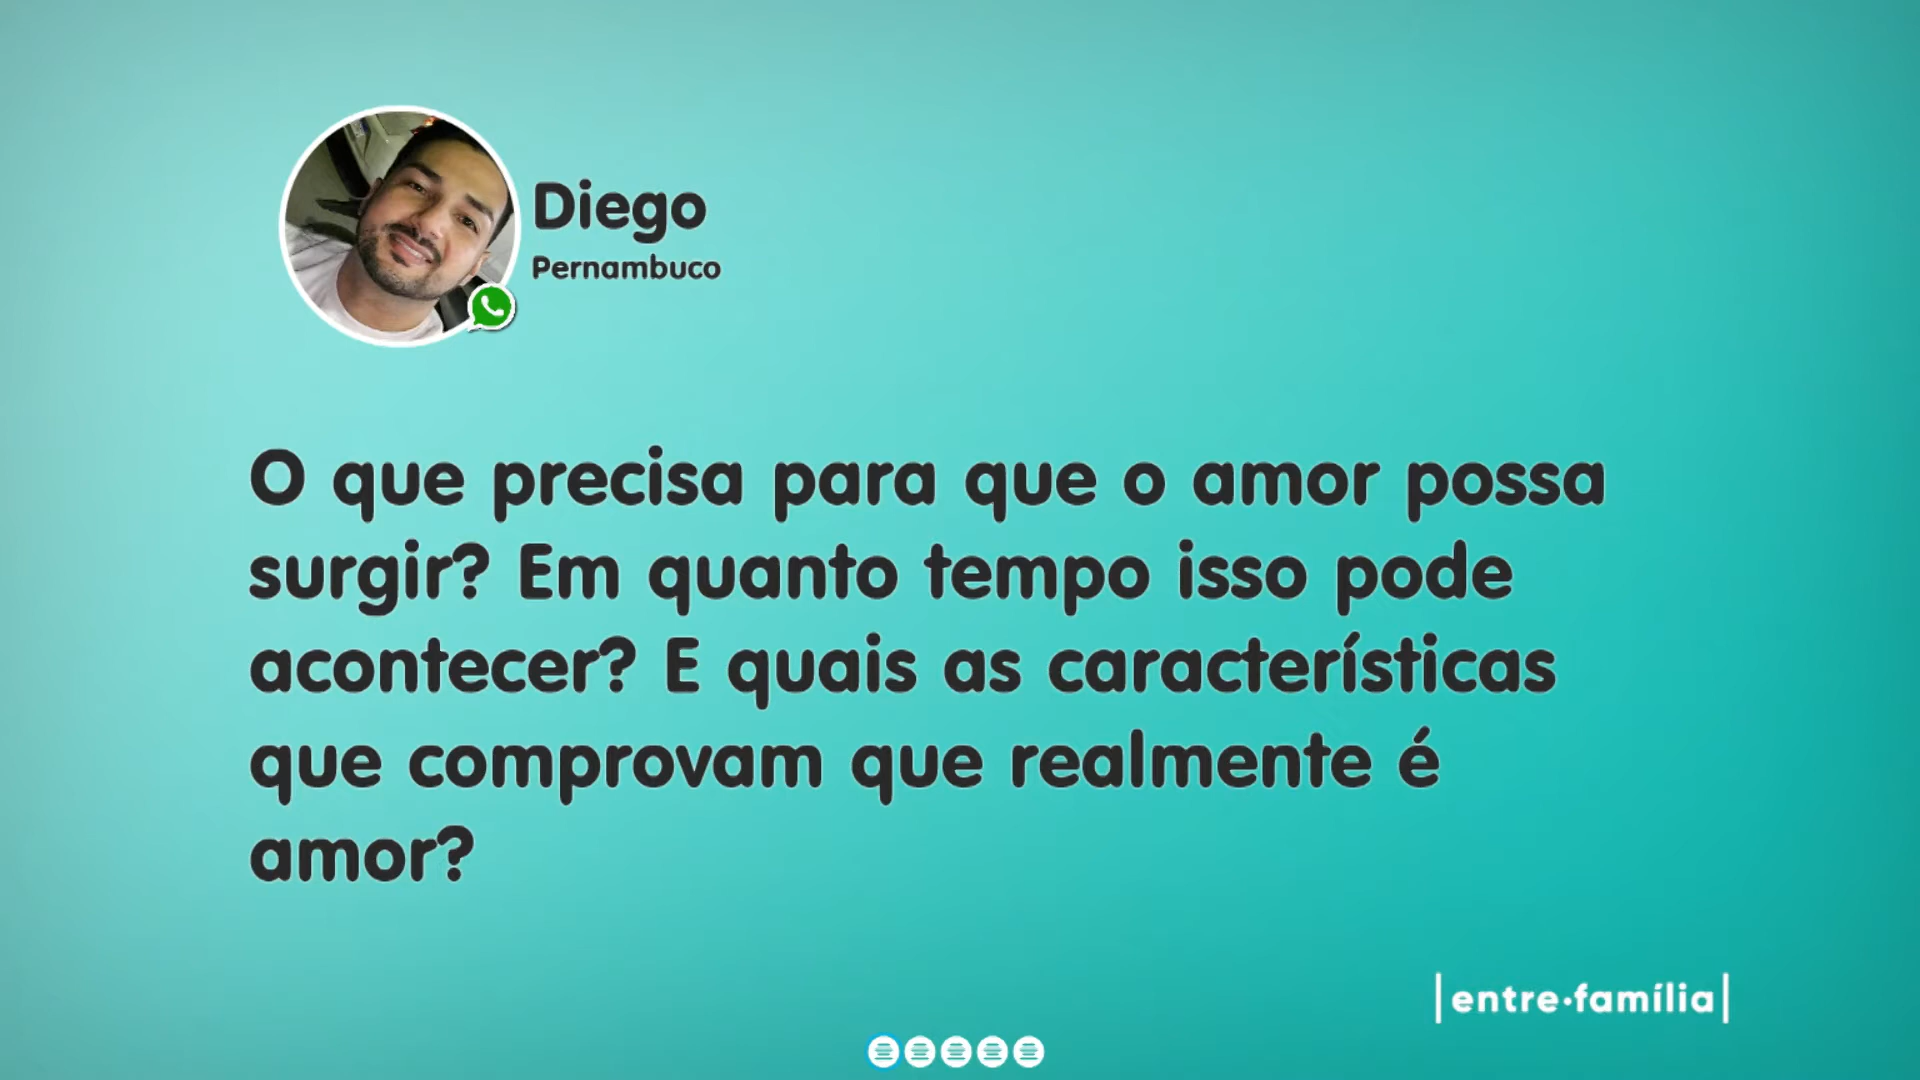 Diego
Pernambuco
O que precisa para que o amor possa
surgir? Em quanto tempo isso pode
acontecer? E quais as características
que comprovam que realmente é
amor?
|entre·família|